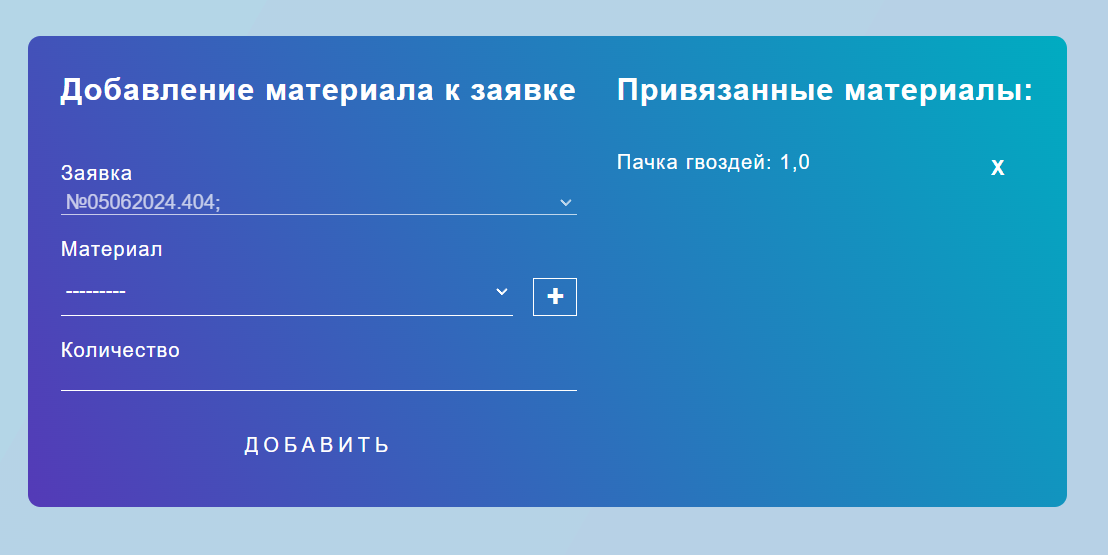 Добавление материала к заявке
Заявка
№05062024.404;
Материал
---------
+
Количество
ДОБАВИТЬ
Привязанные материалы:
Пачка гвоздей: 1,0
X